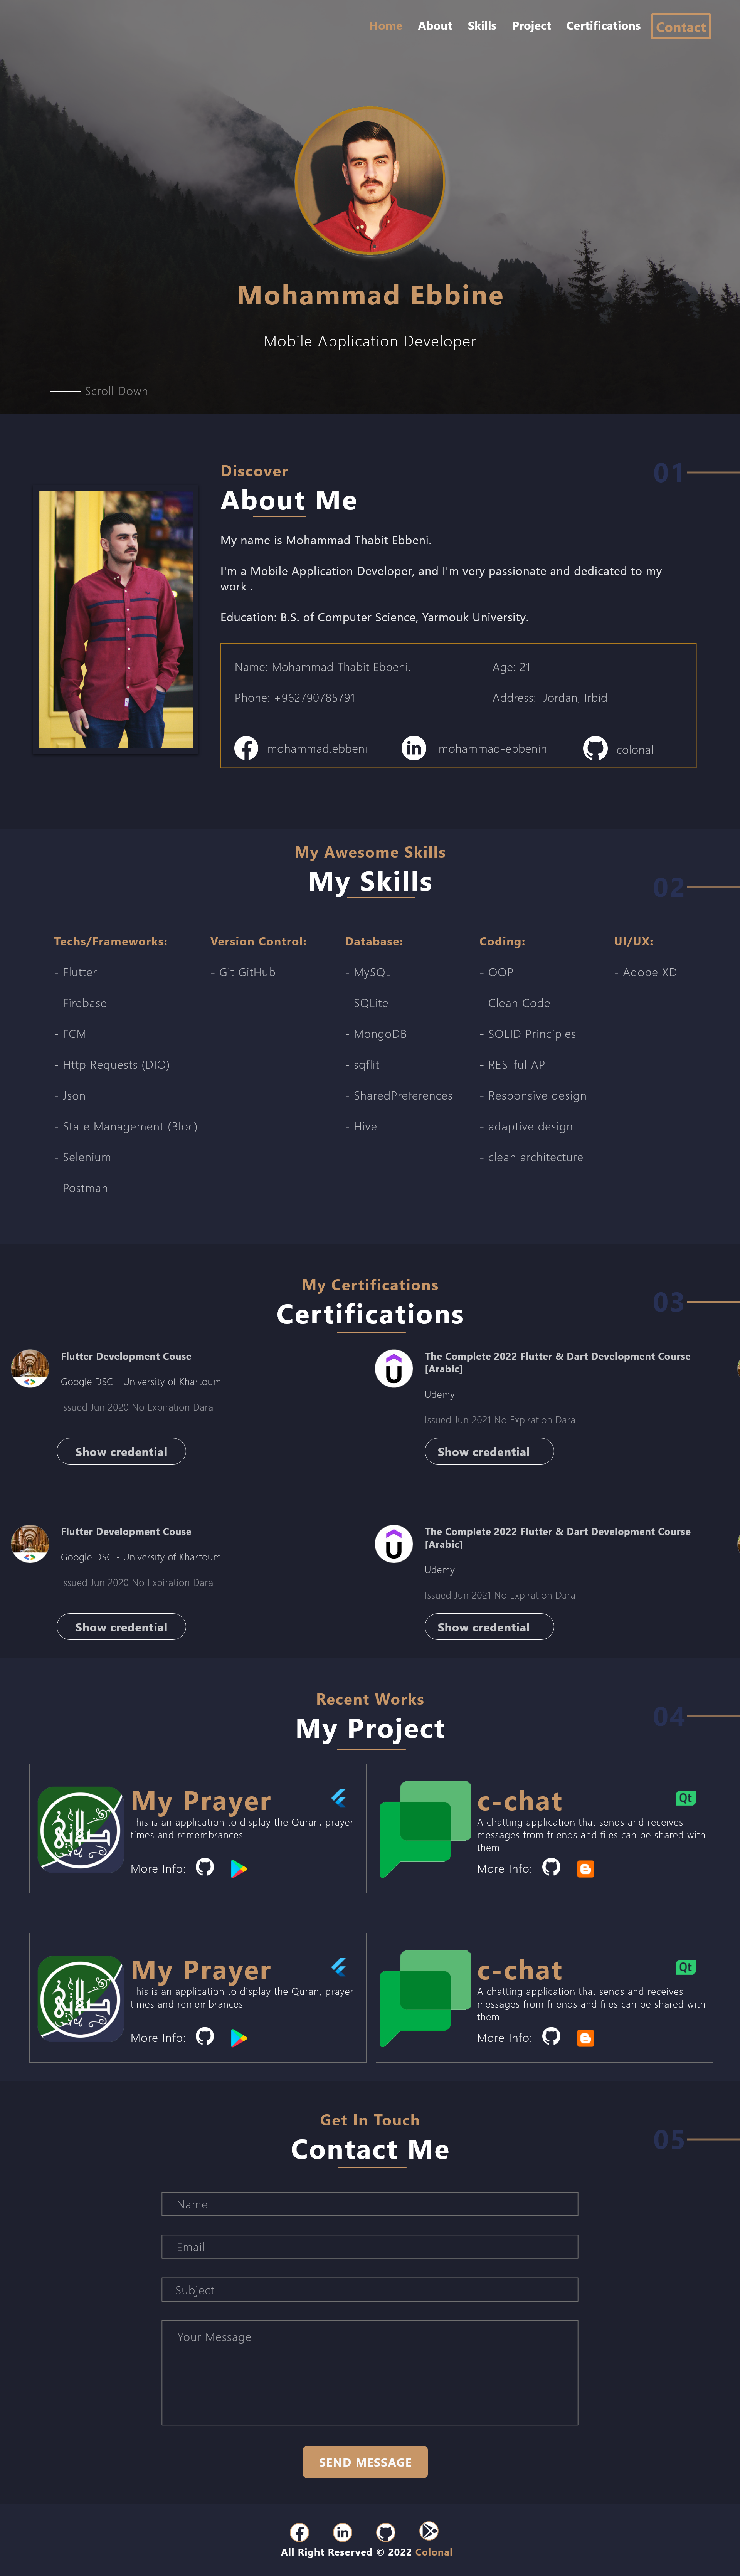 Home About Skills Project Certifications Contact
Mohammad Ebbine
Mobile Application Developer
Scroll Down
Discover
01
About Me
My name is Mohammad Thabit Ebbeni.
I'm a Mobile Application Developer, and I'm very passionate and dedicated to my
work .
Education: B.S. of Computer Science, Yarmouk University.
Name: Mohammad Thabit Ebbeni. Age: 21
Phone: +962790785791 Address: Jordan, Irbid
mohammad.ebbeni mohammad-ebbenin colonal
My Awesome Skills
My Skills
02
Techs/Frameworks:
- Flutter
- Firebase
- FCM
- Http Requests (DIO)
- Json
- State Management (Bloc)
- Selenium
- Postman
Version Control:
- Git GitHub
Database:
- MySQL
- SQLite
- MongoDB
- sqflit
- SharedPreferences
- Hive
Coding:
- OOP
- Clean Code
- SOLID Principles
- RESTful API
- Responsive design
- adaptive design
- clean architecture
UI/UX:
- Adobe XD
My Certifications
03
Certifications
Flutter Development Couse
Google DSC - University of Khartoum
Issued Jun 2020 No Expiration Dara
Show credential
The Complete 2022 Flutter & Dart Development Course
[Arabic]
Udemy
Issued Jun 2021 No Expiration Dara
Show credential
Flutter Development Couse
Google DSC - University of Khartoum
Issued Jun 2020 No Expiration Dara
Show credential
The Complete 2022 Flutter & Dart Development Course
[Arabic]
Udemy
Issued Jun 2021 No Expiration Dara
Show credential
Recent Works
04
My Project
My Prayer
This is an application to display the Quran, prayer
times and remembrances
More Info:
c-chat
Qt
A chatting application that sends and receives
messages from friends and files can be shared with
them
More Info:
My Prayer
This is an application to display the Quran, prayer
times and remembrances
More Info:
c-chat
Qt
A chatting application that sends and receives
messages from friends and files can be shared with
them
More Info:
Get In Touch
05
Contact Me
Name
Email
Subject
Your Message
SEND MESSAGE
All Right Reserved © 2022 Colonal